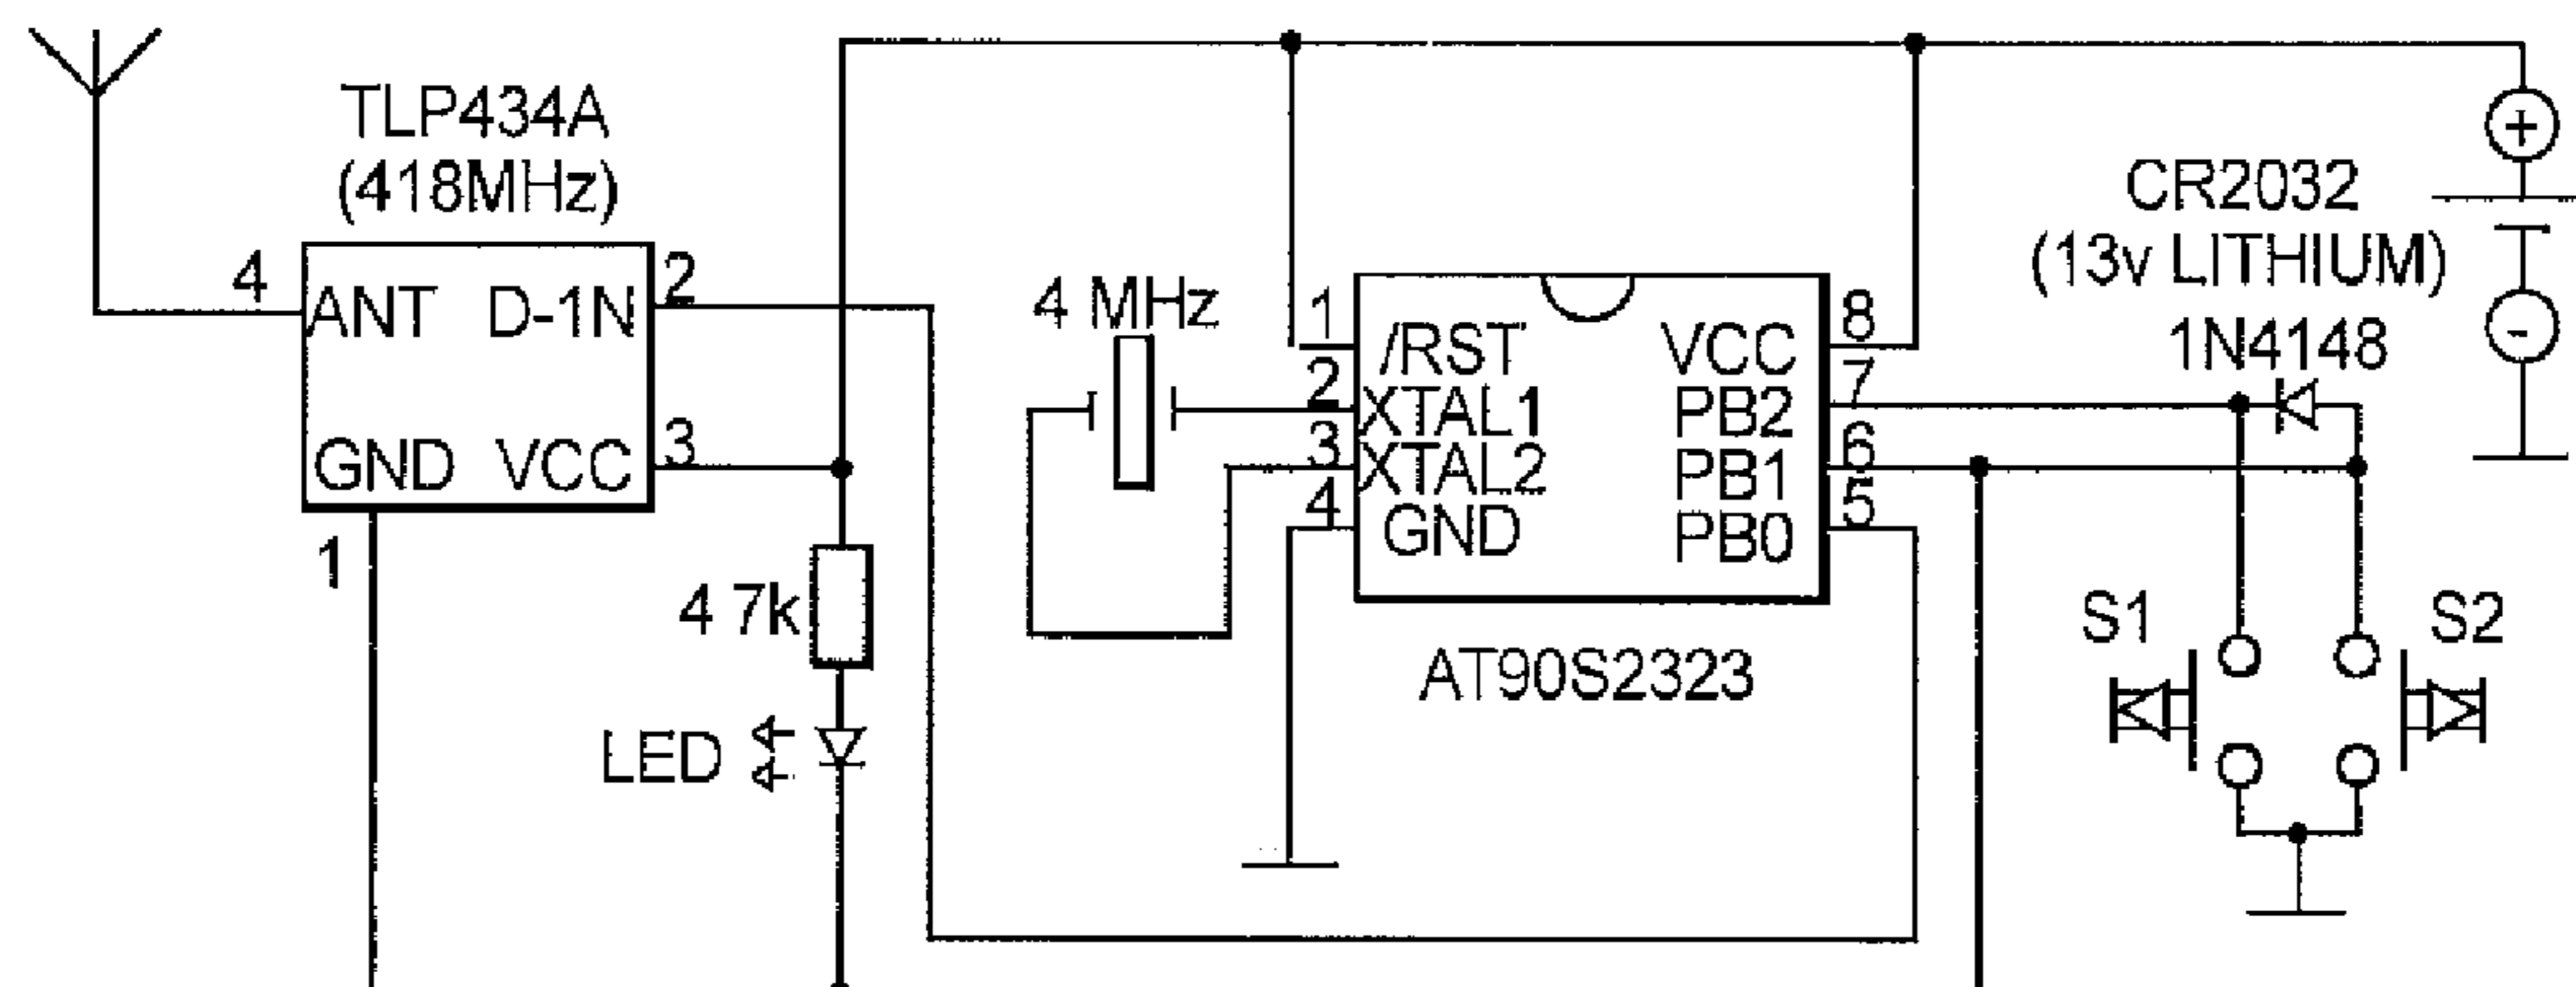 TLP434A
(418MHz)
4
ANT
D-1N
2
GND
VCC
3
1
4 7k
LED
4 MHz
1
/RST
VCC
8
2
XTAL1
PB2
7
3
XTAL2
PB1
6
4
GND
PB0
5
AT90S2323
CR2032
(13v LITHIUM)
1N4148
+
-
S1
S2